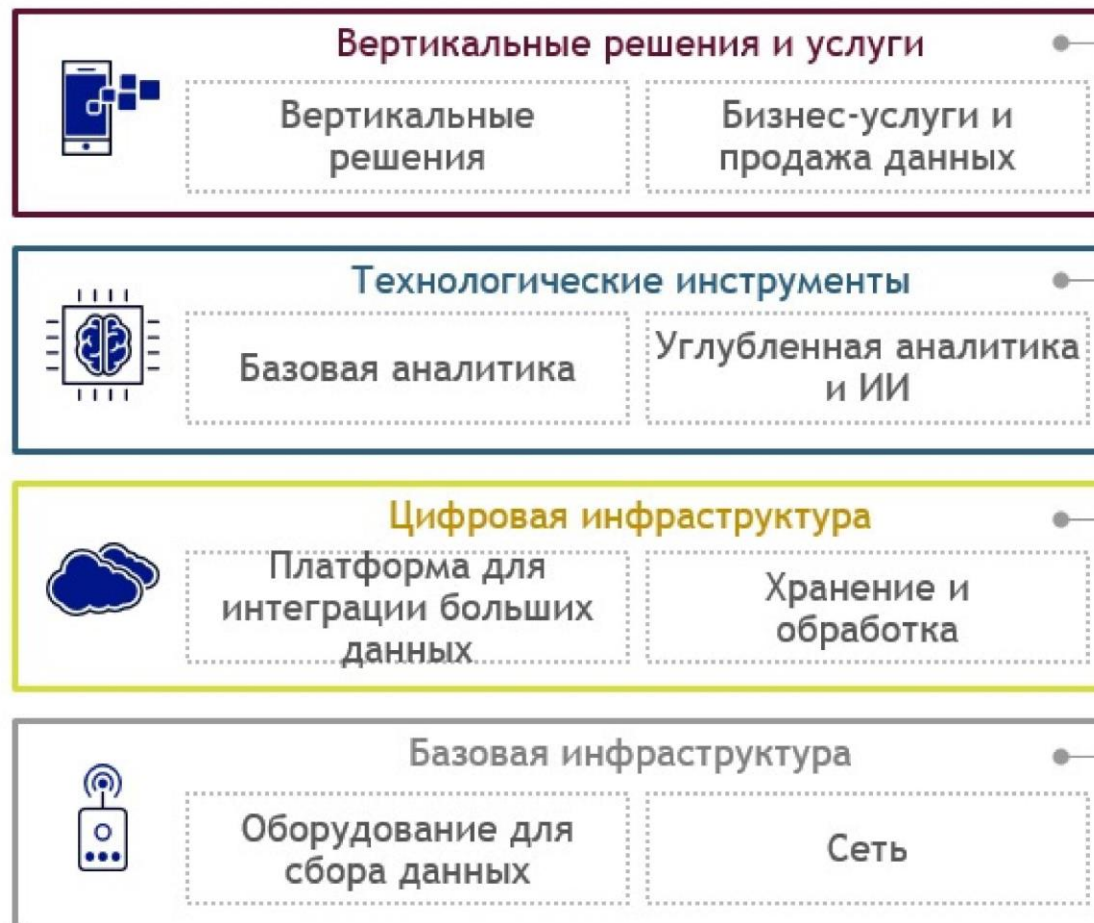 Вертикальные решения и услуги
Вертикальные
решения
Бизнес-услуги и
продажа данных
Технологические инструменты
Базовая аналитика
Углубленная аналитика
и ИИ
Цифровая инфраструктура
Платформа для
интеграции больших
данных
Хранение и
обработка
Базовая инфраструктура
Оборудование для
сбора данных
Сеть